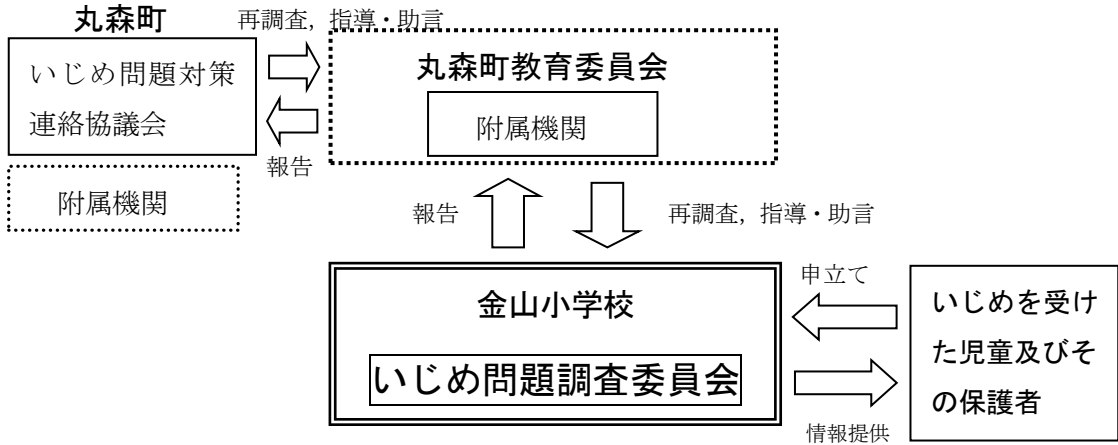 丸森町
再調査，指導・助言
いじめ問題対策
連絡協議会
丸森町教育委員会
附属機関
報告
附属機関
報告
再調査，指導・助言
金山小学校
いじめ問題調査委員会
申立て
情報提供
いじめを受け
た児童及びそ
の保護者